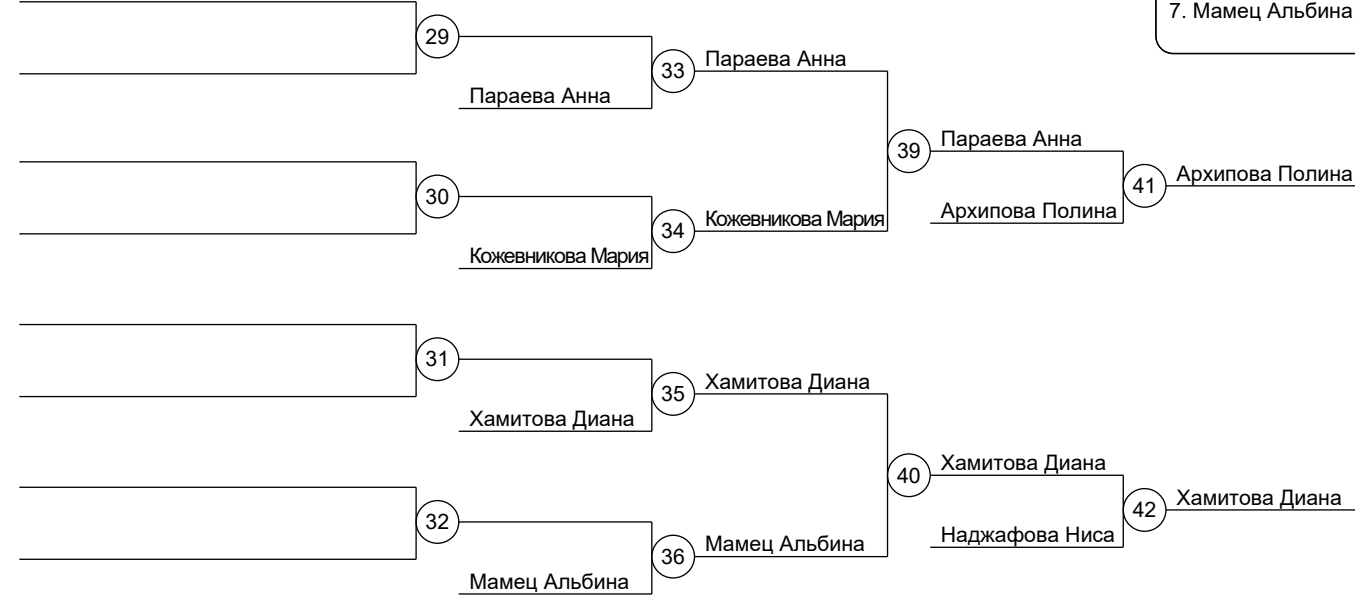 7. Мамец Альбина
29
33
Параева Анна
Параева Анна
39
Параева Анна
30
41
Архипова Полина
Архипова Полина
34
Кожевникова Мария
Кожевникова Мария
31
35
Хамитова Диана
Хамитова Диана
40
Хамитова Диана
32
42
Хамитова Диана
Наджафова Ниса
36
Мамец Альбина
Мамец Альбина